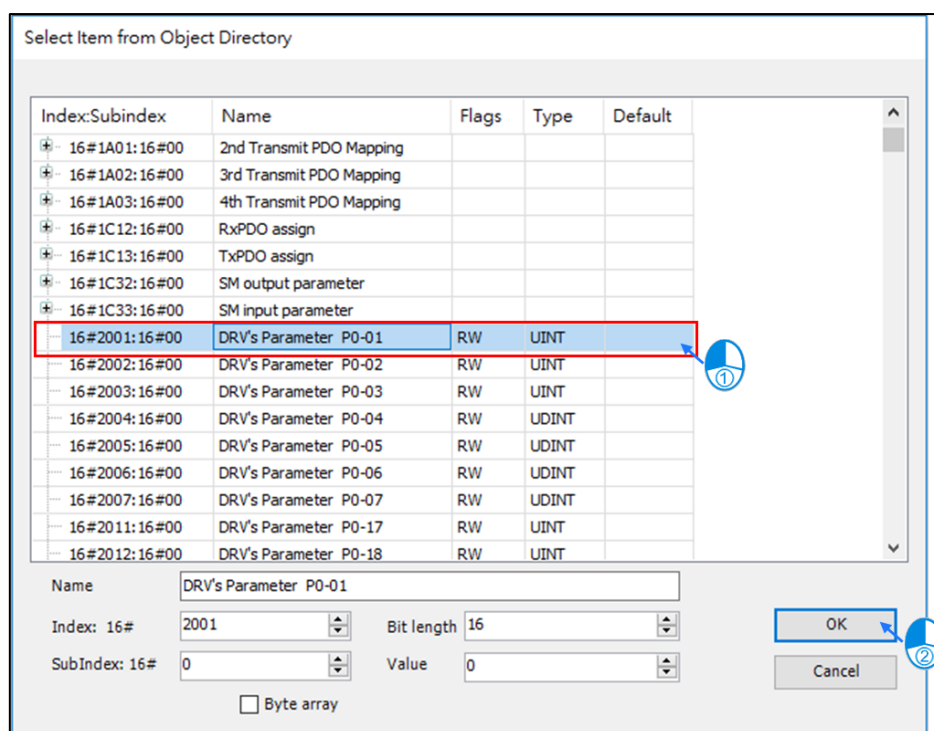 Select Item from Object Directory
Index:Subindex Name Flags Type Default
16#1A01:16#00 2nd Transmit PDO Mapping
16#1A02:16#00 3rd Transmit PDO Mapping
16#1A03:16#00 4th Transmit PDO Mapping
16#1C12:16#00 RxPDO assign
16#1C13:16#00 TxPDO assign
16#1C32:16#00 SM output parameter
16#1C33:16#00 SM input parameter
16#2001:16#00 DRV's Parameter P0-01 RW UINT
16#2002:16#00 DRV's Parameter P0-02 RW UINT
16#2003:16#00 DRV's Parameter P0-03 RW UINT
16#2004:16#00 DRV's Parameter P0-04 RW UDINT
16#2005:16#00 DRV's Parameter P0-05 RW UDINT
16#2006:16#00 DRV's Parameter P0-06 RW UDINT
16#2007:16#00 DRV's Parameter P0-07 RW UDINT
16#2011:16#00 DRV's Parameter P0-17 RW UINT
16#2012:16#00 DRV's Parameter P0-18 RW UINT
①
Name DRV's Parameter P0-01
Index: 16# 2001 Bit length 16 OK
SubIndex: 16# 0 Value 0 Cancel
②
Byte array